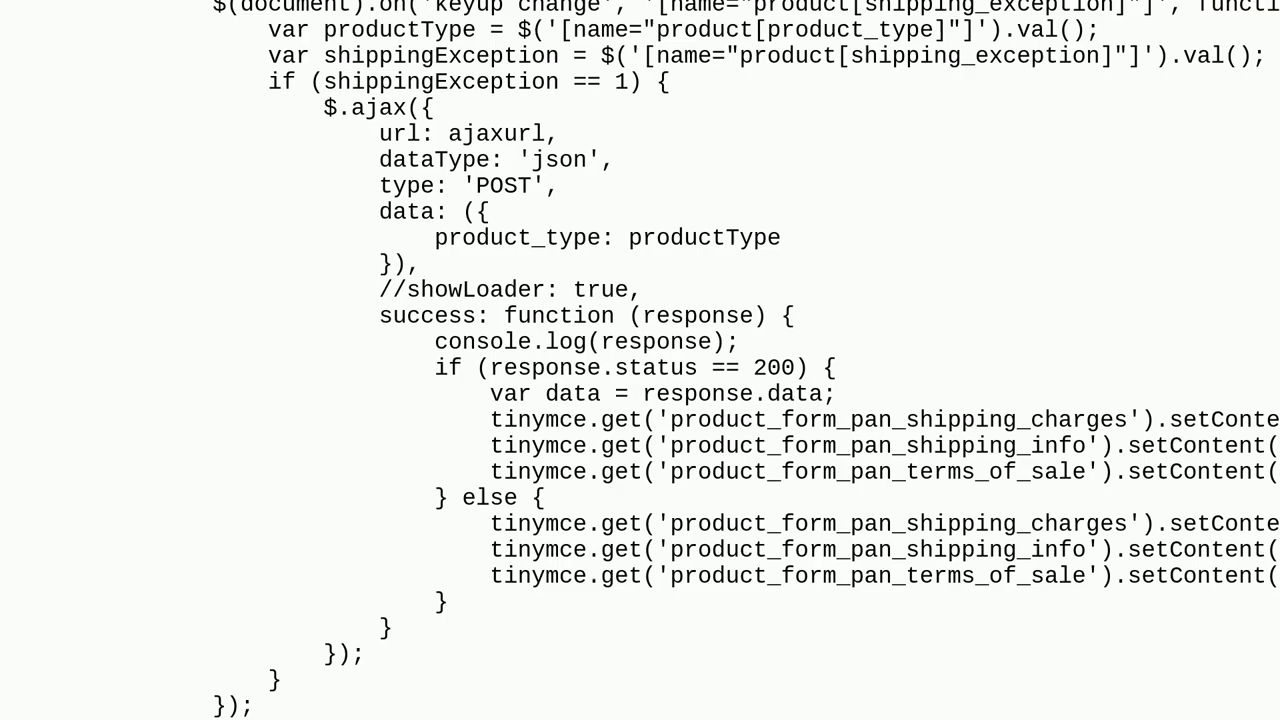 $(document).on('keyup change', '[name="product[shipping_exception]"]', functi
var productType = $('[name="product[product_type]"]').val();
var shippingException = $('[name="product[shipping_exception]"]').val();
if (shippingException == 1) {
$.ajax({
url: ajaxurl,
dataType: 'json',
type: 'POST',
data: ({
product_type: productType
}),
//showLoader: true,
success: function (response) {
console.log(response);
if (response.status == 200) {
var data = response.data;
tinymce.get('product_form_pan_shipping_charges').setConte
tinymce.get('product_form_pan_shipping_info').setContent(
tinymce.get('product_form_pan_terms_of_sale').setContent(
} else {
tinymce.get('product_form_pan_shipping_charges').setConte
tinymce.get('product_form_pan_shipping_info').setContent(
tinymce.get('product_form_pan_terms_of_sale').setContent(
}
}
});
}
});